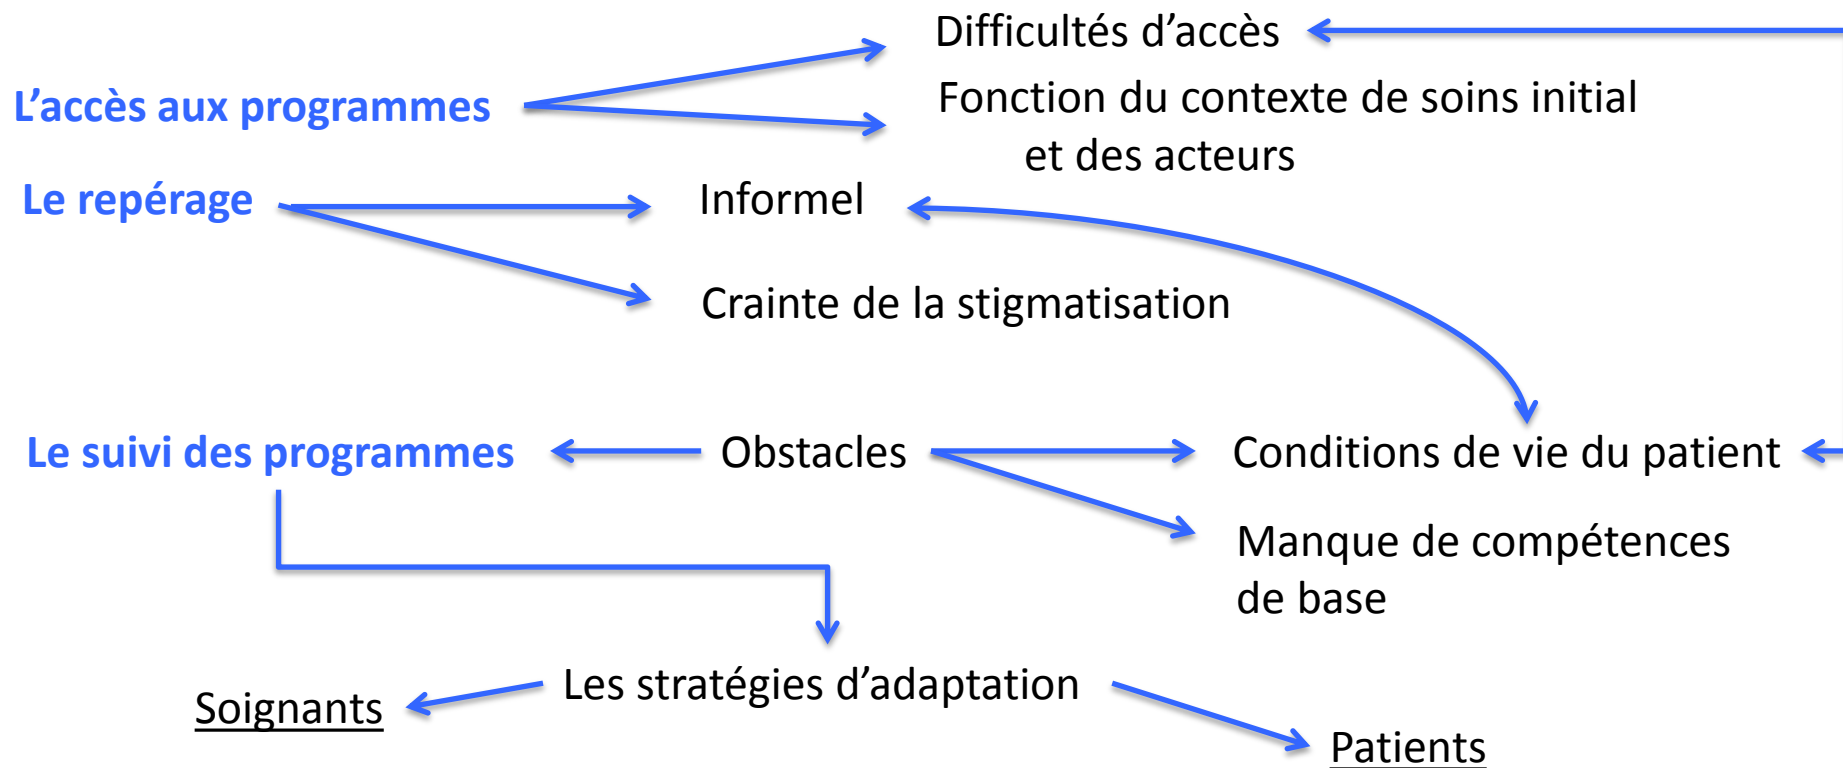 Difficultés d’accès
L’accès aux programmes
Fonction du contexte de soins initial
et des acteurs
Le repérage
Informel
Crainte de la stigmatisation
Le suivi des programmes
Obstacles
Conditions de vie du patient
Manque de compétences
de base
Les stratégies d’adaptation
Soignants
Patients